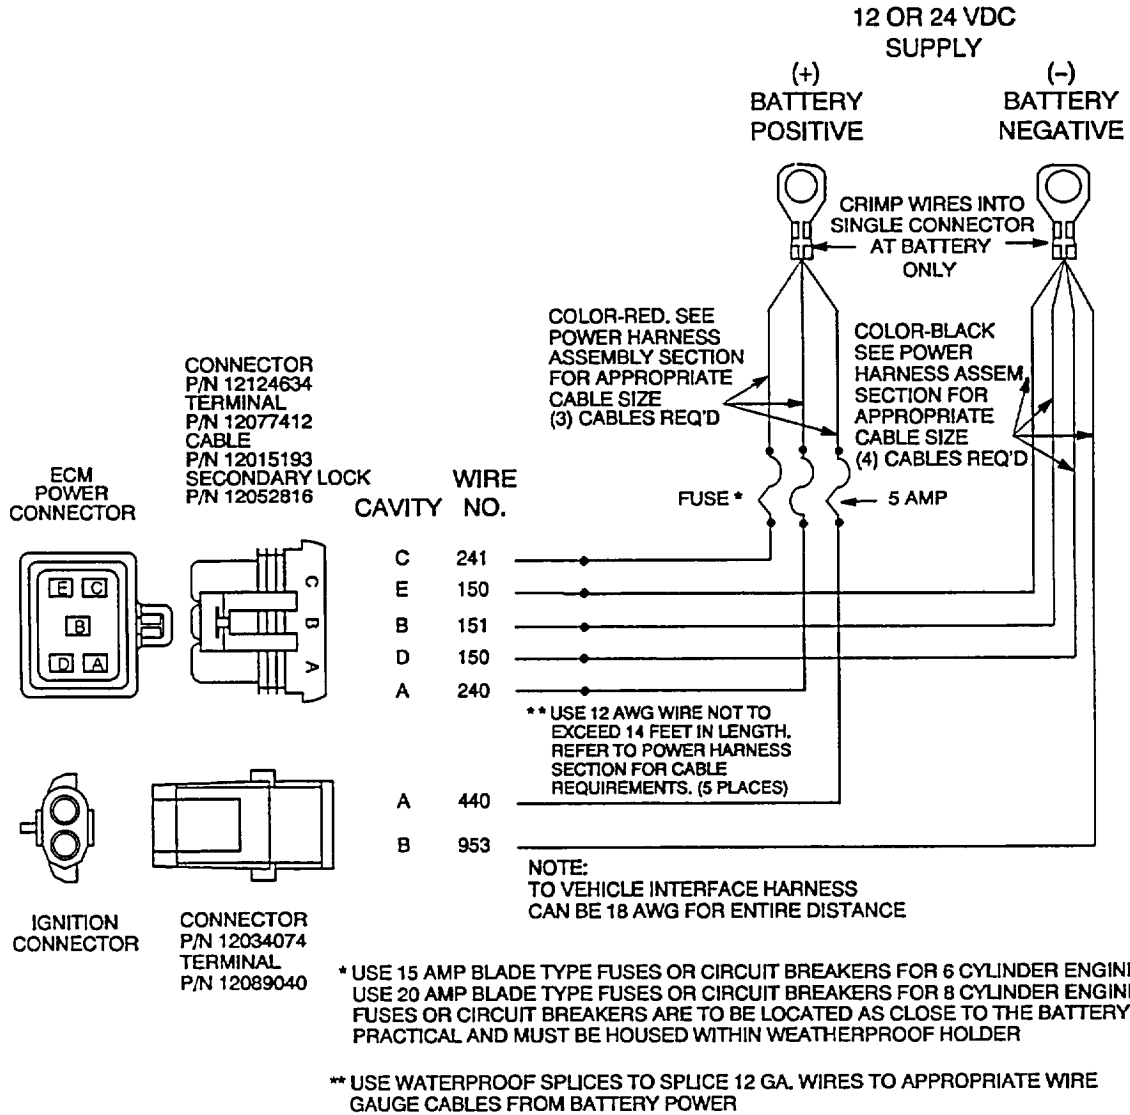 12 OR 24 VDC
SUPPLY
(+)
BATTERY
POSITIVE
(-)
BATTERY
NEGATIVE
CRIMP WIRES INTO
SINGLE CONNECTOR
AT BATTERY
ONLY
COLOR-RED. SEE
POWER HARNESS
ASSEMBLY SECTION
FOR APPROPRIATE
CABLE SIZE
(3) CABLES REQ'D
COLOR-BLACK
SEE POWER
HARNESS ASSEM.
SECTION FOR
APPROPRIATE
CABLE SIZE
(4) CABLES REQ'D
CONNECTOR
P/N 12124634
TERMINAL
P/N 12077412
CABLE
P/N 12015193
SECONDARY LOCK
P/N 12052816
ECM
POWER
CONNECTOR
CAVITY
WIRE
NO.
FUSE *
5 AMP
E C
B
D A
C
B
A
C 241
E 150
B 151
D 150
A 240
** USE 12 AWG WIRE NOT TO
EXCEED 14 FEET IN LENGTH.
REFER TO POWER HARNESS
SECTION FOR CABLE
REQUIREMENTS. (5 PLACES)
A 440
B 953
NOTE:
TO VEHICLE INTERFACE HARNESS
CAN BE 18 AWG FOR ENTIRE DISTANCE
IGNITION
CONNECTOR
CONNECTOR
P/N 12034074
TERMINAL
P/N 12089040
* USE 15 AMP BLADE TYPE FUSES OR CIRCUIT BREAKERS FOR 6 CYLINDER ENGIN
USE 20 AMP BLADE TYPE FUSES OR CIRCUIT BREAKERS FOR 8 CYLINDER ENGIN
FUSES OR CIRCUIT BREAKERS ARE TO BE LOCATED AS CLOSE TO THE BATTERY
PRACTICAL AND MUST BE HOUSED WITHIN WEATHERPROOF HOLDER
** USE WATERPROOF SPLICES TO SPLICE 12 GA. WIRES TO APPROPRIATE WIRE
GAUGE CABLES FROM BATTERY POWER